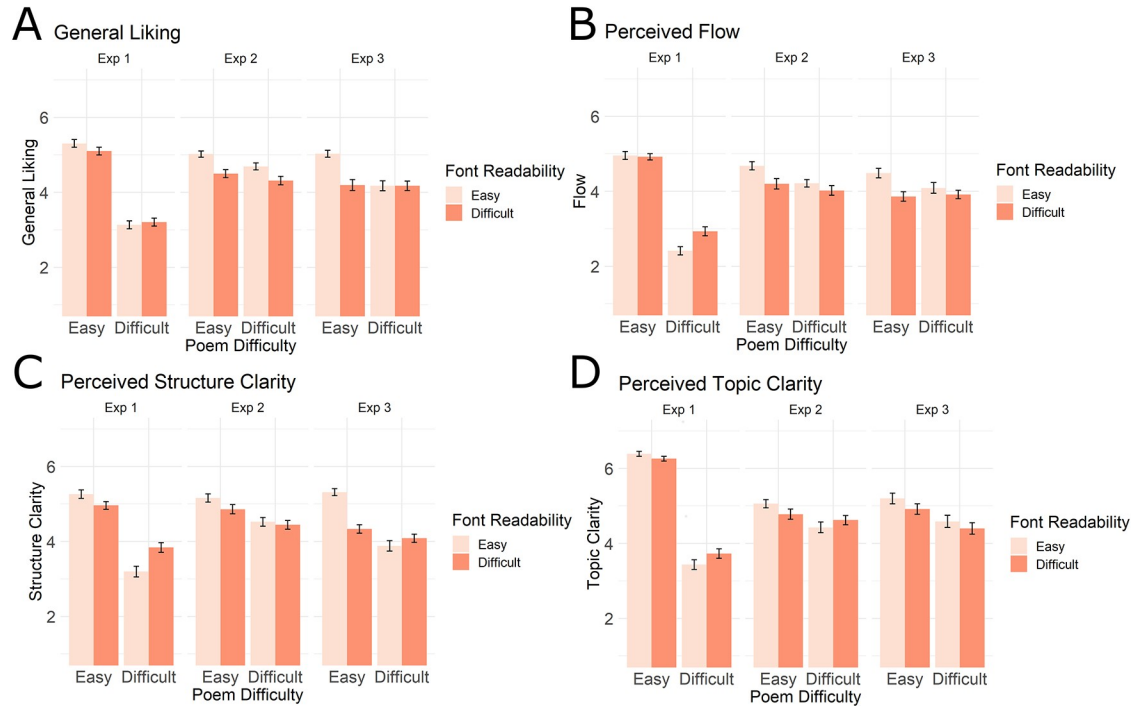 A General Liking
Exp 1 Exp 2 Exp 3
General Liking
6
4
2
Easy Difficult Easy Difficult Easy Difficult
Poem Difficulty
Font Readability
Easy
Difficult
B Perceived Flow
Exp 1 Exp 2 Exp 3
Flow
6
4
2
Easy Difficult Easy Difficult Easy Difficult
Poem Difficulty
Font Readability
Easy
Difficult
C Perceived Structure Clarity
Exp 1 Exp 2 Exp 3
Structure Clarity
6
4
2
Easy Difficult Easy Difficult Easy Difficult
Poem Difficulty
Font Readability
Easy
Difficult
D Perceived Topic Clarity
Exp 1 Exp 2 Exp 3
Topic Clarity
6
4
2
Easy Difficult Easy Difficult Easy Difficult
Poem Difficulty
Font Readability
Easy
Difficult